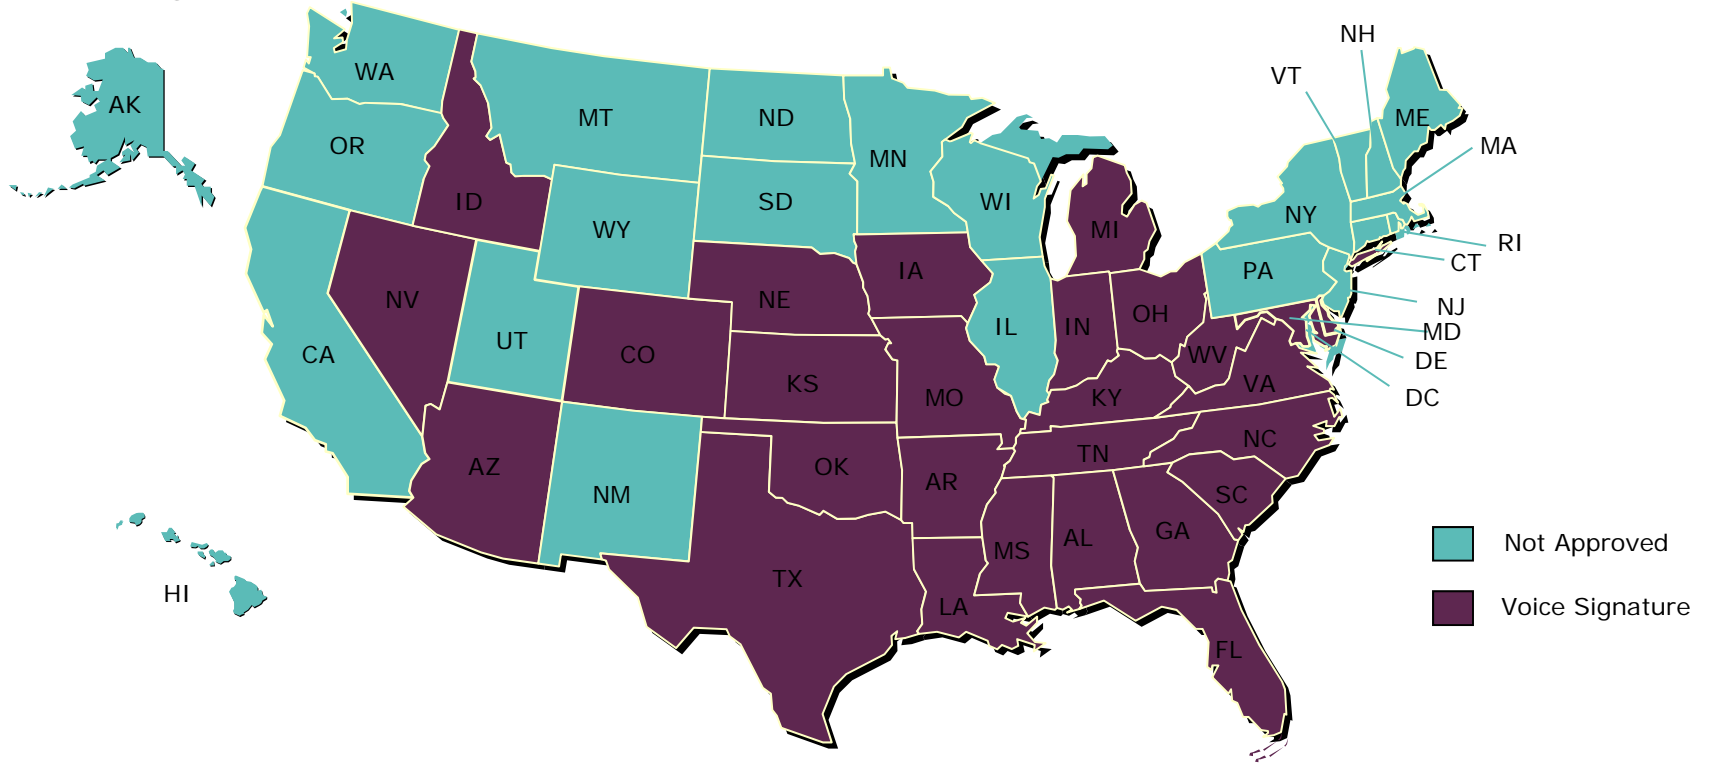 NH
VT
WA
AK
MT
ND
ME
OR
MN
MA
ID
SD
WI
NY
WY
MI
RI
CT
IA
PA
NV
NE
NJ
OH
IN
IL
MD
UT
CA
CO
WV
DE
KS
VA
MO
KY
DC
NC
TN
AZ
OK
AR
NM
SC
GA
AL
MS
Not Approved
TX
HI
LA
Voice Signature
FL